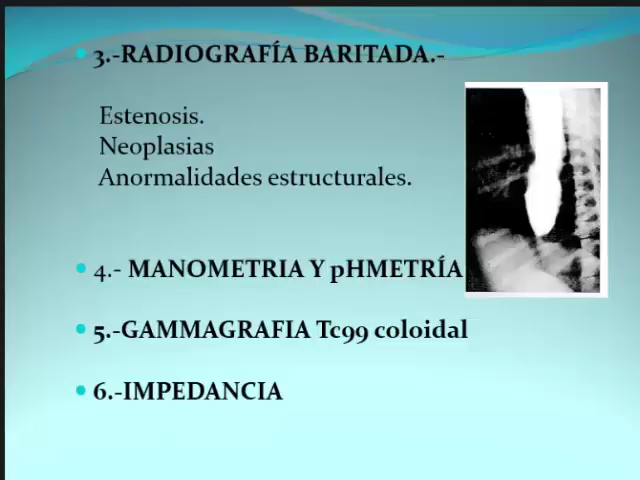 3.-RADIOGRAFÍA BARITADA.-
Estenosis.
Neoplasias
Anormalidades estructurales.
4.- MANOMETRIA Y pHMETRÍA
5.-GAMMAGRAFIA Tc99 coloidal
6.-IMPEDANCIA